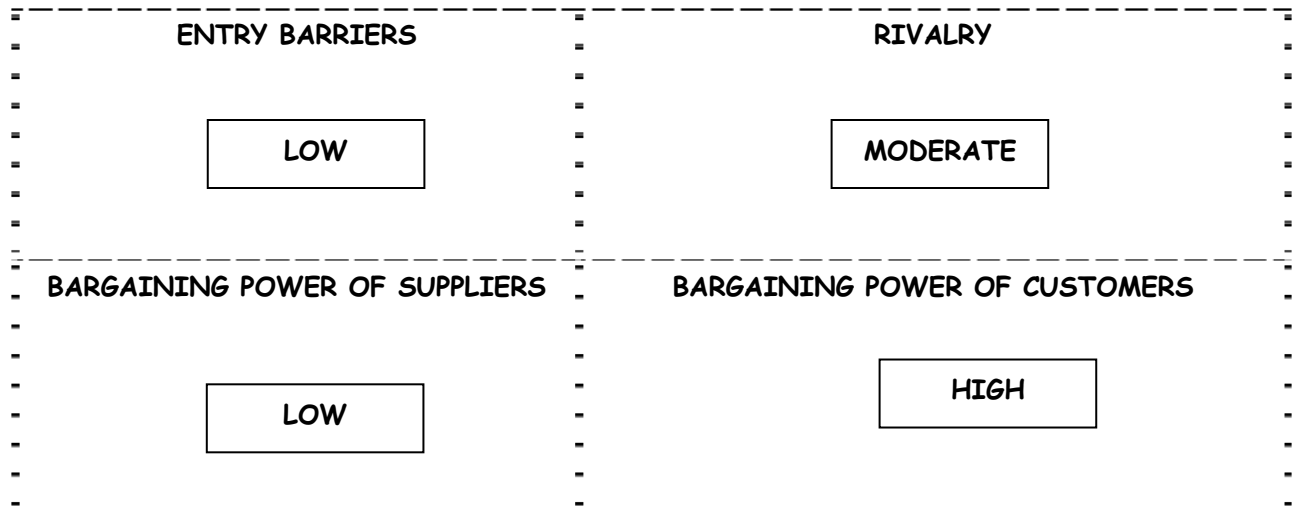 ENTRY BARRIERS
RIVALRY
LOW
MODERATE
BARGAINING POWER OF SUPPLIERS
BARGAINING POWER OF CUSTOMERS
LOW
HIGH